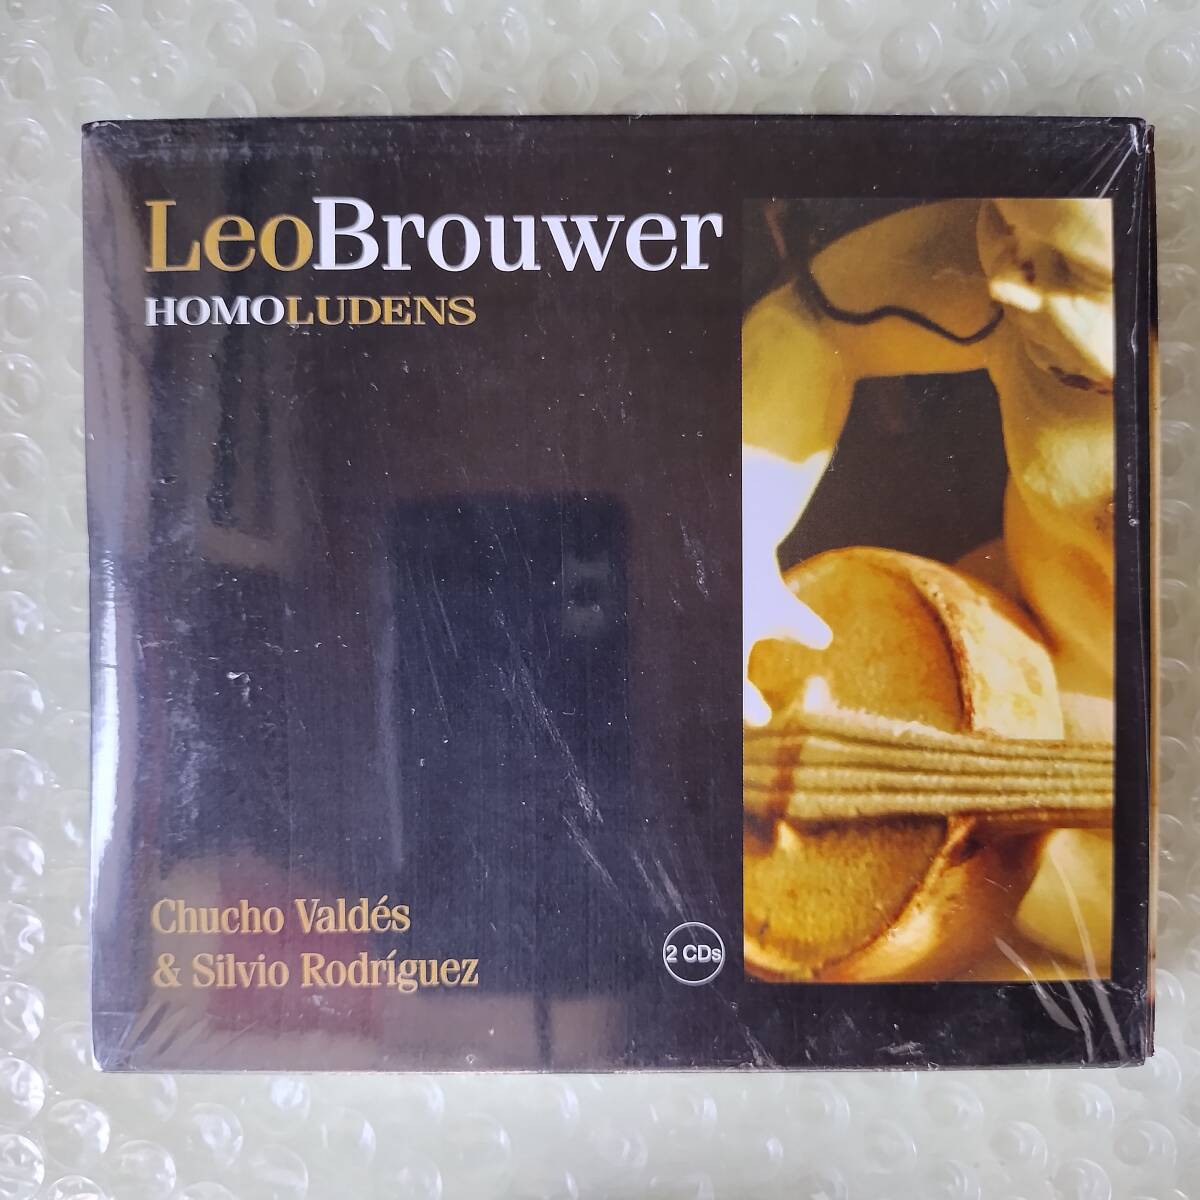 LeoBrouwer
HOMOLUDENS
Chucho Valdés
& Silvio Rodríguez
2 CDs